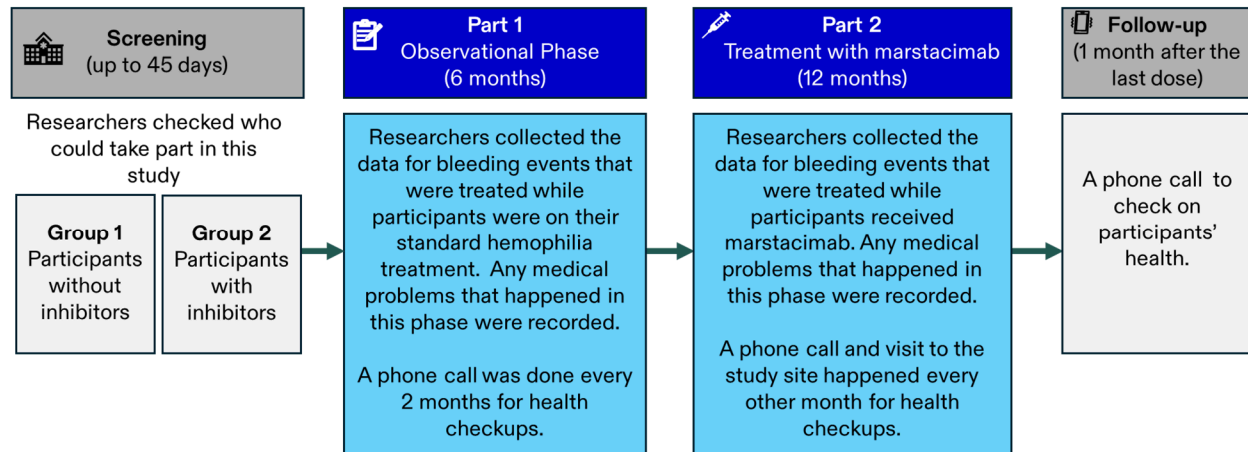 Screening
(up to 45 days)
Researchers checked who
could take part in this
study
Group 1
Participants
without
inhibitors
Group 2
Participants
with
inhibitors
Part 1
Observational Phase
(6 months)
Researchers collected the
data for bleeding events that
were treated while
participants were on their
standard hemophilia
treatment. Any medical
problems that happened in
this phase were recorded.
A phone call was done every
2 months for health
checkups.
Part 2
Treatment with marstacimab
(12 months)
Researchers collected the
data for bleeding events that
were treated while
participants received
marstacimab. Any medical
problems that happened in
this phase were recorded.
A phone call and visit to the
study site happened every
other month for health
checkups.
Follow-up
(1 month after the
last dose)
A phone call to
check on
participants’
health.